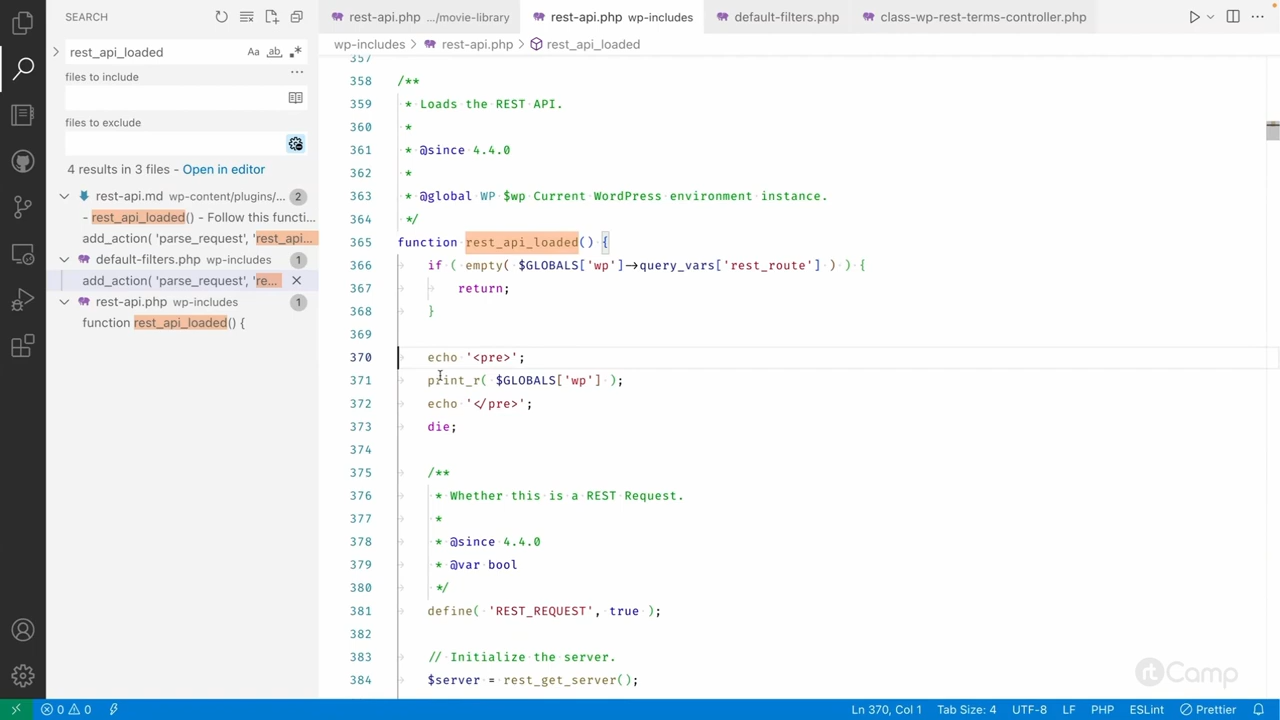 SEARCH
rest_api_loaded
Aa ab .*
files to include
files to exclude
4 results in 3 files - Open in editor
rest-api.md wp-content/plugins/... 2
- rest_api_loaded() - Follow this functi...
add_action( 'parse_request', 'rest_api...
default-filters.php wp-includes 1
add_action( 'parse_request', 're...
rest-api.php wp-includes 1
function rest_api_loaded() {
rest-api.php .../movie-library
rest-api.php wp-includes
default-filters.php
class-wp-rest-terms-controller.php
wp-includes > rest-api.php > rest_api_loaded
357
358 /**
359 * Loads the REST API.
360 *
361 * @since 4.4.0
362 *
363 * @global WP $wp Current WordPress environment instance.
364 */
365 function rest_api_loaded() {
366 if ( empty( $GLOBALS['wp']->query_vars['rest_route'] ) ) {
367 return;
368 }
369
370 echo '<pre>';
371 print_r( $GLOBALS['wp'] );
372 echo '</pre>';
373 die;
374
375 /**
376 * Whether this is a REST Request.
377 *
378 * @since 4.4.0
379 * @var bool
380 */
381 define( 'REST_REQUEST', true );
382
383 // Initialize the server.
384 $server = rest_get_server();
rtCamp
0 0
Ln 370, Col 1 Tab Size: 4 UTF-8 LF PHP ESLint Prettier